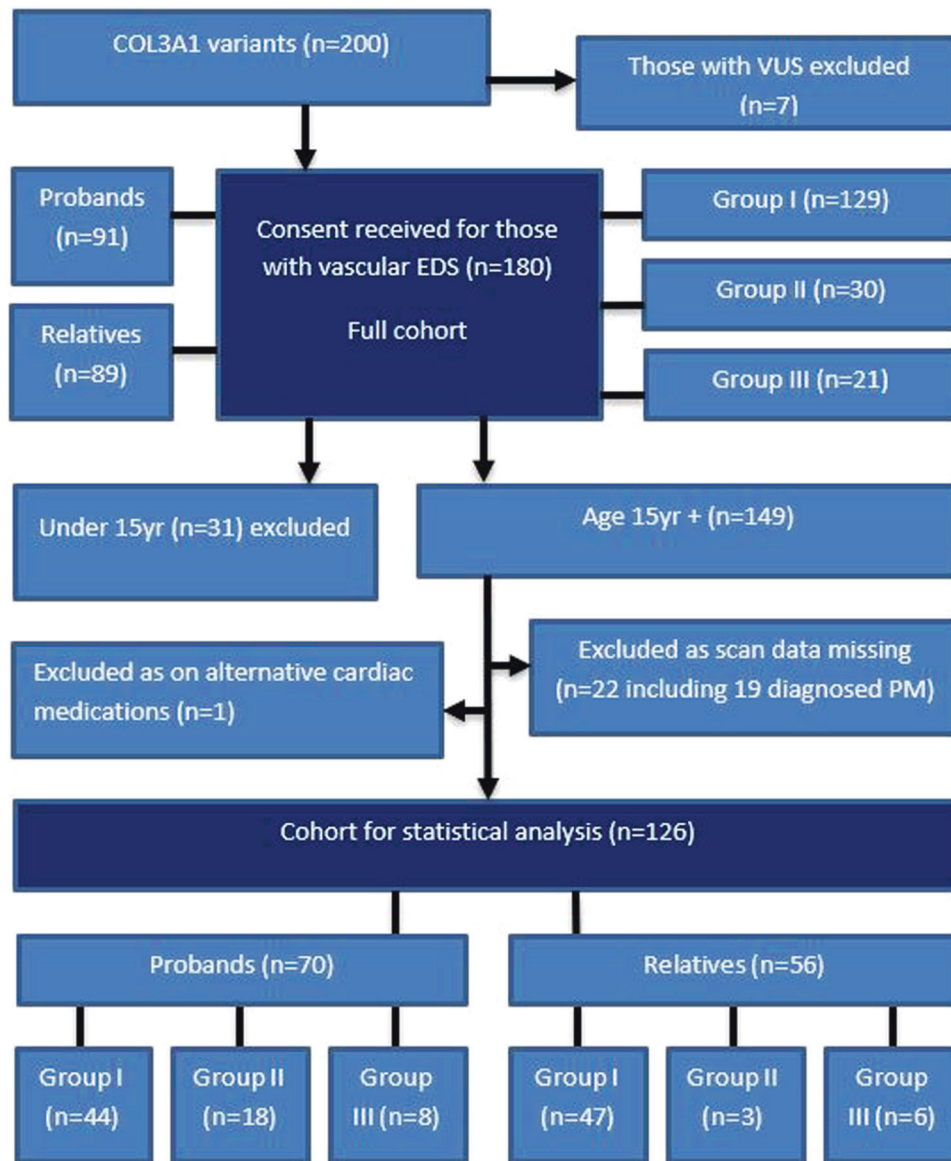 COL3A1 variants (n=200)
Those with VUS excluded
(n=7)
Probands
(n=91)
Relatives
(n=89)
Consent received for those
with vascular EDS (n=180)
Full cohort
Group I (n=129)
Group II (n=30)
Group III (n=21)
Under 15yr (n=31) excluded
Age 15yr + (n=149)
Excluded as on alternative cardiac
medications (n=1)
Excluded as scan data missing
(n=22 including 19 diagnosed PM)
Cohort for statistical analysis (n=126)
Probands (n=70)
Relatives (n=56)
Group I
(n=44)
Group II
(n=18)
Group
III (n=8)
Group I
(n=47)
Group II
(n=3)
Group
III (n=6)